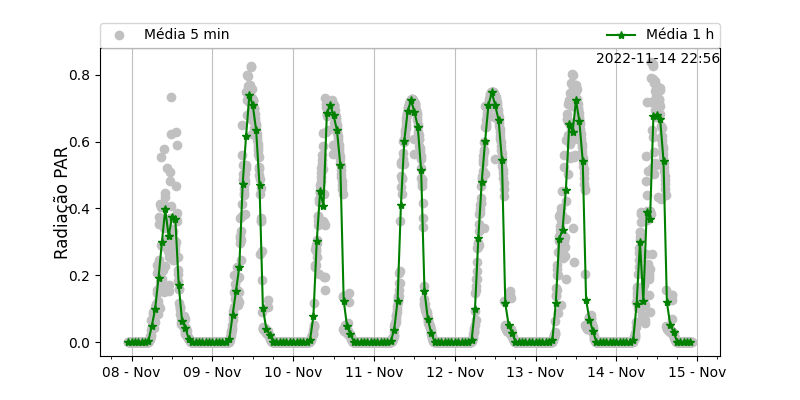 Média 5 min
Média 1 h
2022-11-14 22:56
Radiação PAR
0.8
0.6
0.4
0.2
0.0
08 - Nov
09 - Nov
10 - Nov
11 - Nov
12 - Nov
13 - Nov
14 - Nov
15 - Nov